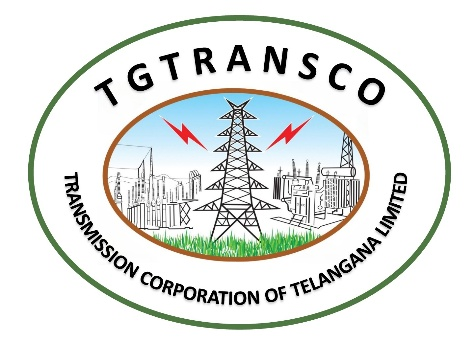 TGTRANSCO
TRANSMISSION CORPORATION OF TELANGANA LIMITED